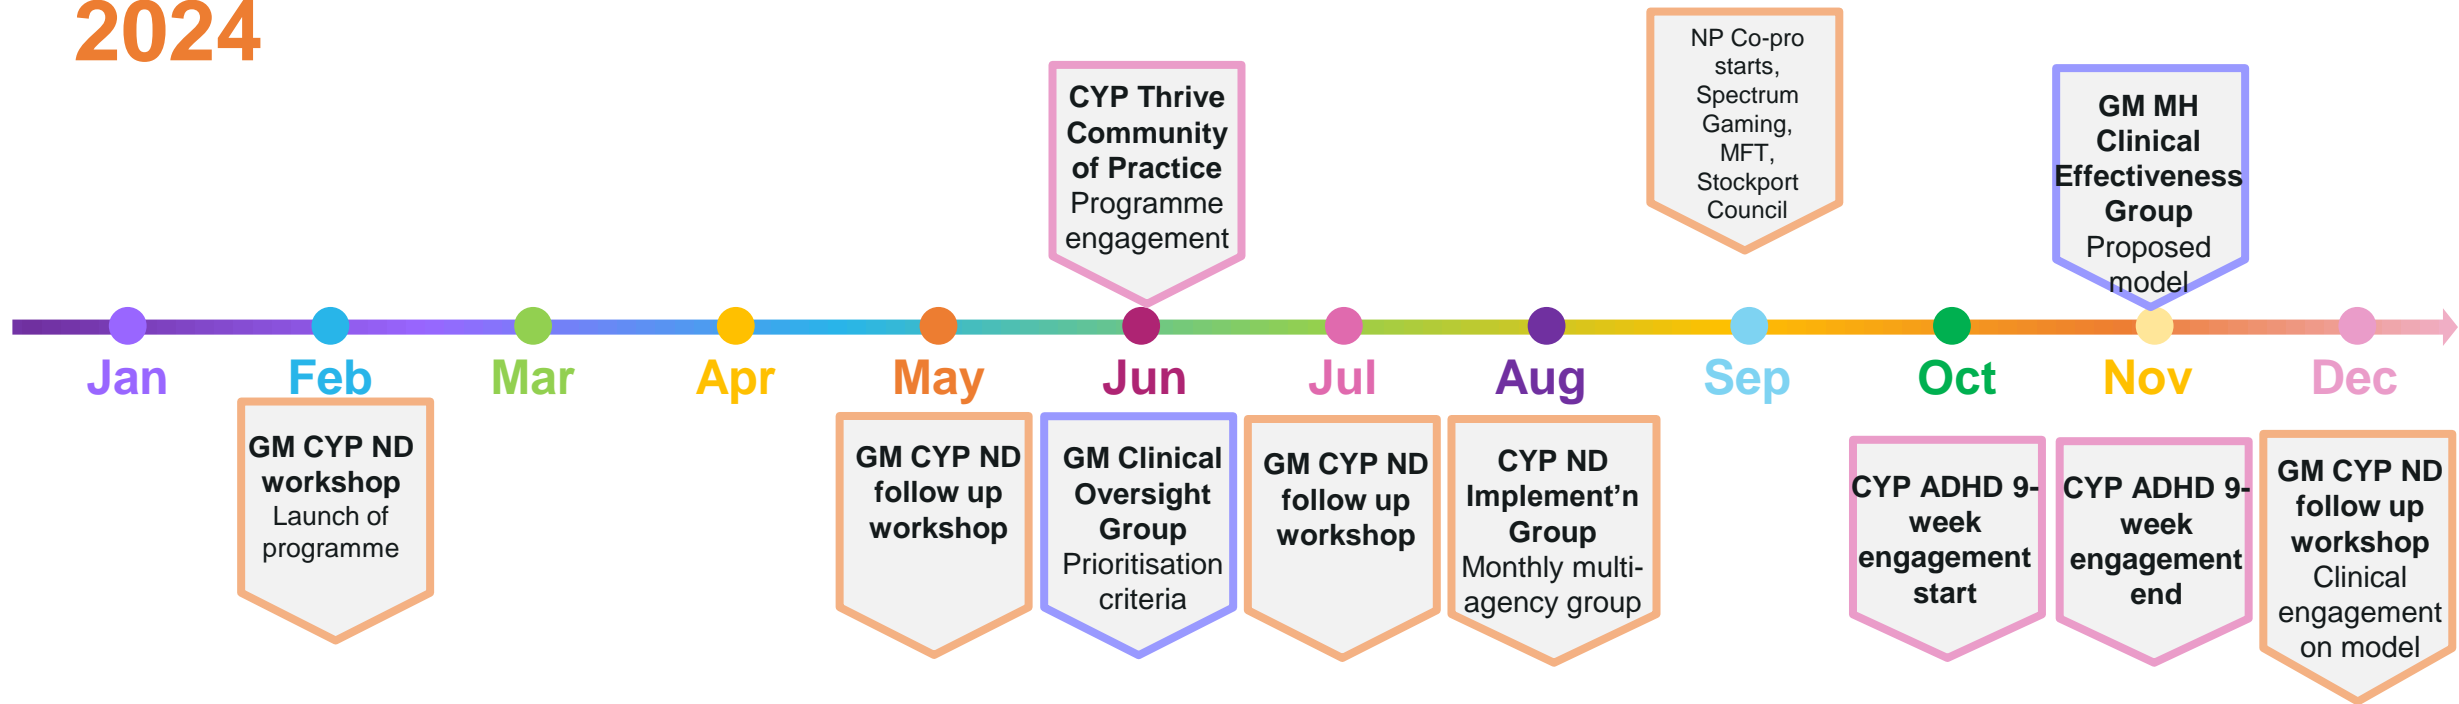 2024
CYP Thrive
Community
of Practice
Programme
engagement
NP Co-pro
starts,
Spectrum
Gaming,
MFT,
Stockport
Council
GM MH
Clinical
Effectiveness
Group
Proposed
model
Jan
Feb
Mar
Apr
May
Jun
Jul
Aug
Sep
Oct
Nov
Dec
GM CYP ND
workshop
Launch of
programme
GM CYP ND
follow up
workshop
GM Clinical
Oversight
Group
Prioritisation
criteria
GM CYP ND
follow up
workshop
CYP ND
Implement’n
Group
Monthly multi-
agency group
CYP ADHD 9-
week
engagement
start
CYP ADHD 9-
week
engagement
end
GM CYP ND
follow up
workshop
Clinical
engagement
on model